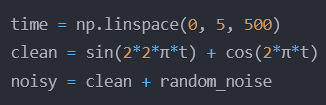 time = np.linspace(0, 5, 500)
clean = sin(2*2*π*t) + cos(2*π*t)
noisy = clean + random_noise